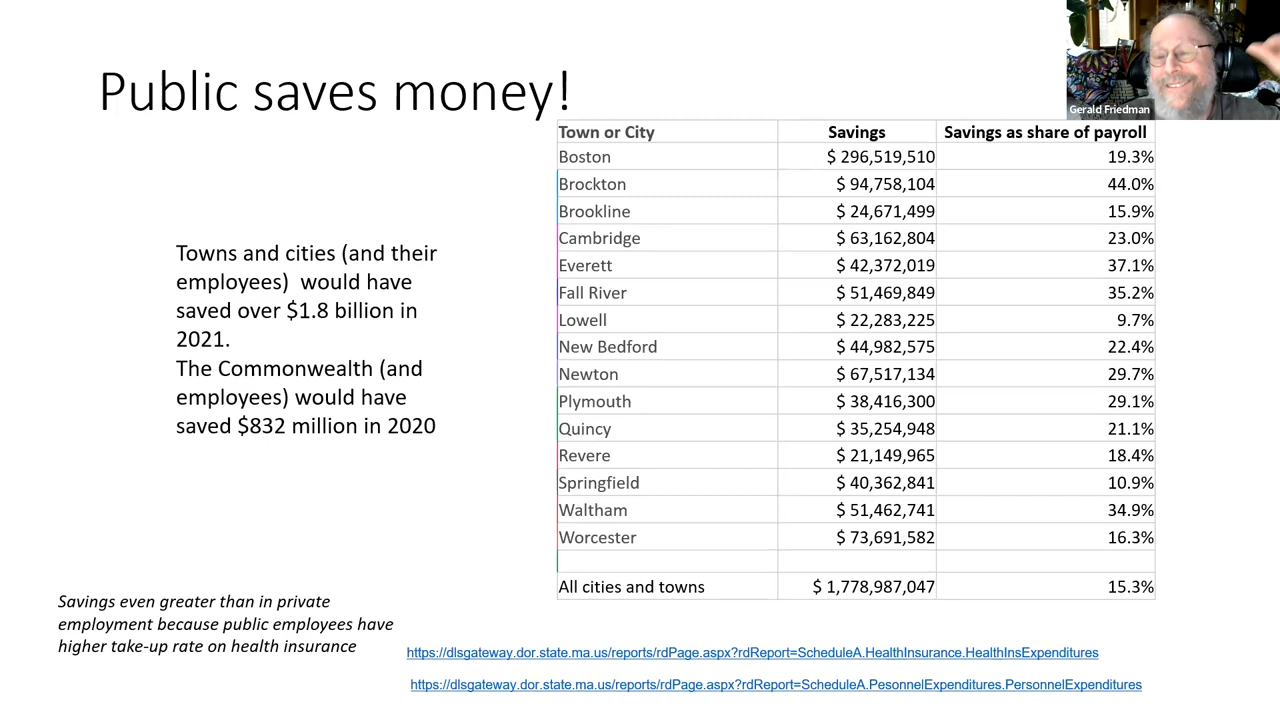 Gerald Friedman
Public saves money!
Town or City Savings Savings as share of payroll
Boston $ 296,519,510 19.3%
Brockton $ 94,758,104 44.0%
Brookline $ 24,671,499 15.9%
Cambridge $ 63,162,804 23.0%
Everett $ 42,372,019 37.1%
Fall River $ 51,469,849 35.2%
Lowell $ 22,283,225 9.7%
New Bedford $ 44,982,575 22.4%
Newton $ 67,517,134 29.7%
Plymouth $ 38,416,300 29.1%
Quincy $ 35,254,948 21.1%
Revere $ 21,149,965 18.4%
Springfield $ 40,362,841 10.9%
Waltham $ 51,462,741 34.9%
Worcester $ 73,691,582 16.3%
All cities and towns $ 1,778,987,047 15.3%
Towns and cities (and their
employees) would have
saved over $1.8 billion in
2021.
The Commonwealth (and
employees) would have
saved $832 million in 2020
Savings even greater than in private
employment because public employees have
higher take-up rate on health insurance
https://dlsgateway.dor.state.ma.us/reports/rdPage.aspx?rdReport=ScheduleA.HealthInsurance.HealthInsExpenditures
https://dlsgateway.dor.state.ma.us/reports/rdPage.aspx?rdReport=ScheduleA.PesonnelExpenditures.PersonnelExpenditures